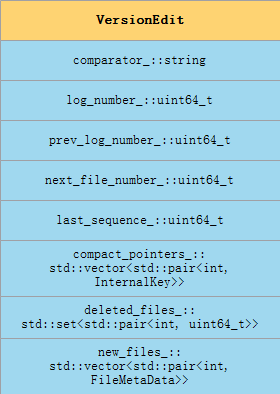 VersionEdit
comparator_::string
log_number_::uint64_t
prev_log_number_::uint64_t
next_file_number_::uint64_t
last_sequence_::uint64_t
compact_pointers_::
std::vector<std::pair<int,
InternalKey>>
deleted_files_::
std::set<std::pair<int, uint64_t>>
new_files_::
std::vector<std::pair<int,
FileMetaData>>